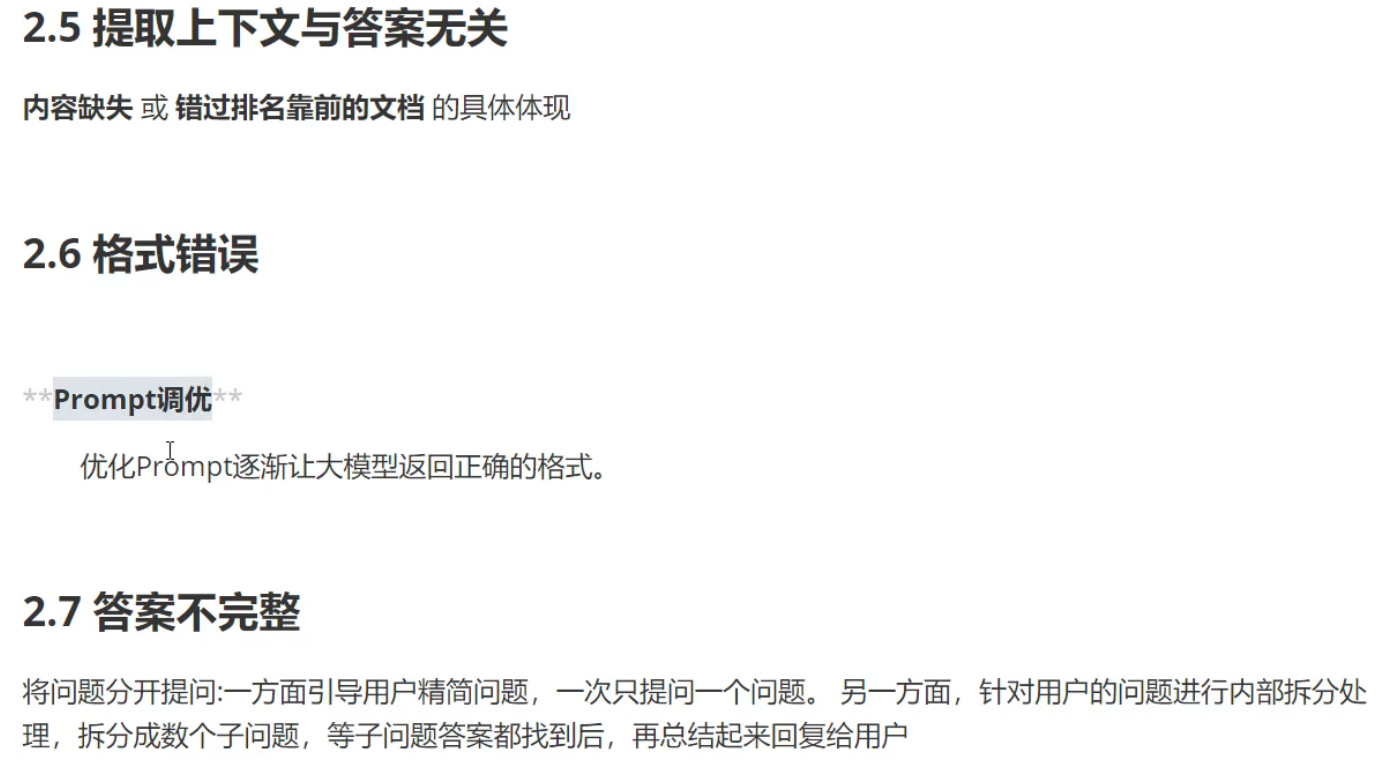 2.5 提取上下文与答案无关
内容缺失 或 错过排名靠前的文档 的具体体现
2.6 格式错误
**Prompt调优**
优化Prompt逐渐让大模型返回正确的格式。
2.7 答案不完整
将问题分开提问:一方面引导用户精简问题，一次只提问一个问题。 另一方面，针对用户的问题进行内部拆分处
理，拆分成数个子问题，等子问题答案都找到后，再总结起来回复给用户